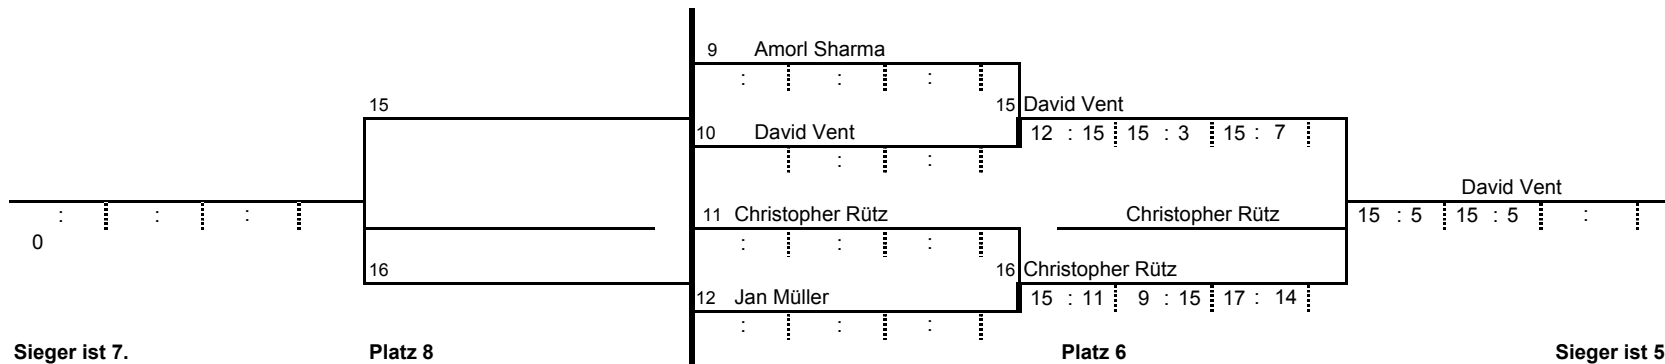 9 Amorl Sharma
: : :
15 15 David Vent
10 David Vent 12 : 15 15 : 3 15 : 7
: :
David Vent
: : : 11 Christopher Rütz Christopher Rütz 15 : 5 15 : 5 :
0 : : :
16 16 Christopher Rütz
12 Jan Müller 15 : 11 9 : 15 17 : 14
: : :
Sieger ist 7. Platz 8 Platz 6 Sieger ist 5